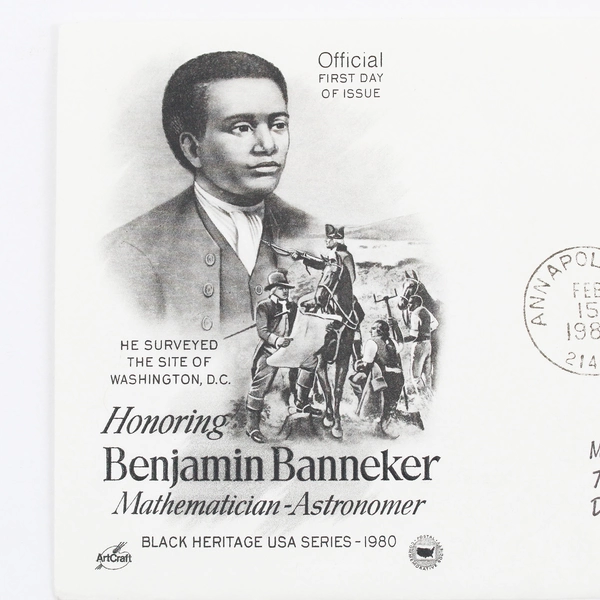 Official
FIRST DAY
OF ISSUE
HE SURVEYED
THE SITE OF
WASHINGTON, D.C.
Honoring
Benjamin Banneker
Mathematician-Astronomer
BLACK HERITAGE USA SERIES-1980
ArtCraft
ANNAPOL
FEB
15
198
214